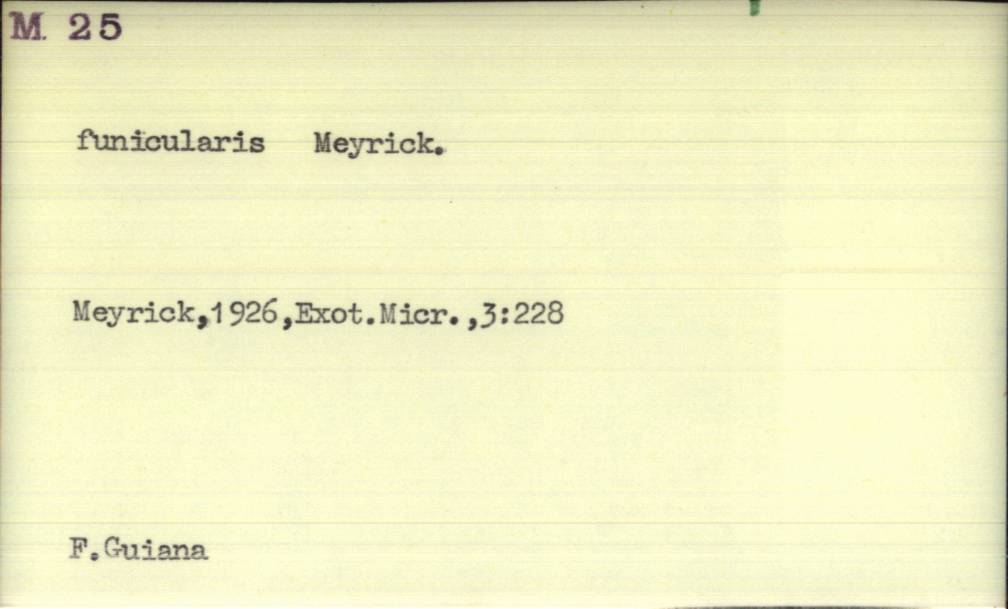 M. 25
funicularis Meyrick.
Meyrick,1926,Exot.Micr.,3:228
F.Guiana